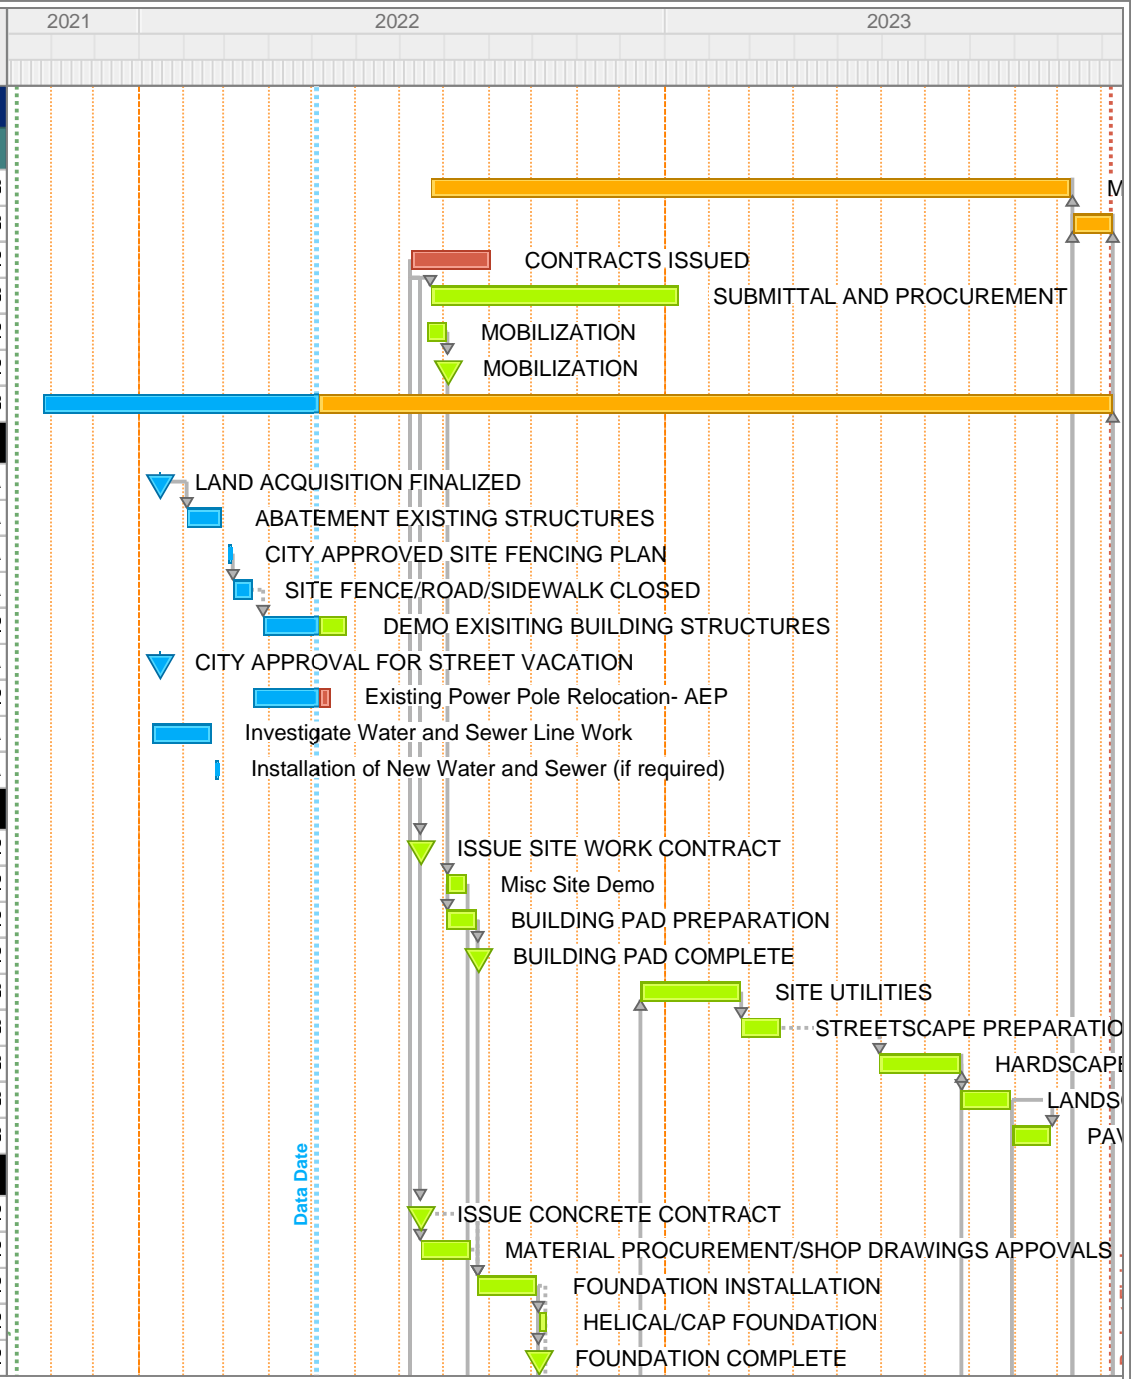 2021 2022 2023
CONTRACTS ISSUED
SUBMITTAL AND PROCUREMENT
MOBILIZATION
MOBILIZATION
LAND ACQUISITION FINALIZED
ABATEMENT EXISTING STRUCTURES
CITY APPROVED SITE FENCING PLAN
SITE FENCE/ROAD/SIDEWALK CLOSED
DEMO EXISITING BUILDING STRUCTURES
CITY APPROVAL FOR STREET VACATION
Existing Power Pole Relocation- AEP
Investigate Water and Sewer Line Work
Installation of New Water and Sewer (if required)
ISSUE SITE WORK CONTRACT
Misc Site Demo
BUILDING PAD PREPARATION
BUILDING PAD COMPLETE
SITE UTILITIES
STREETSCAPE PREPARATIO
HARDSCAPE
LANDS
PAV
Data Date
ISSUE CONCRETE CONTRACT
MATERIAL PROCUREMENT/SHOP DRAWINGS APPOVALS
FOUNDATION INSTALLATION
HELICAL/CAP FOUNDATION
FOUNDATION COMPLETE